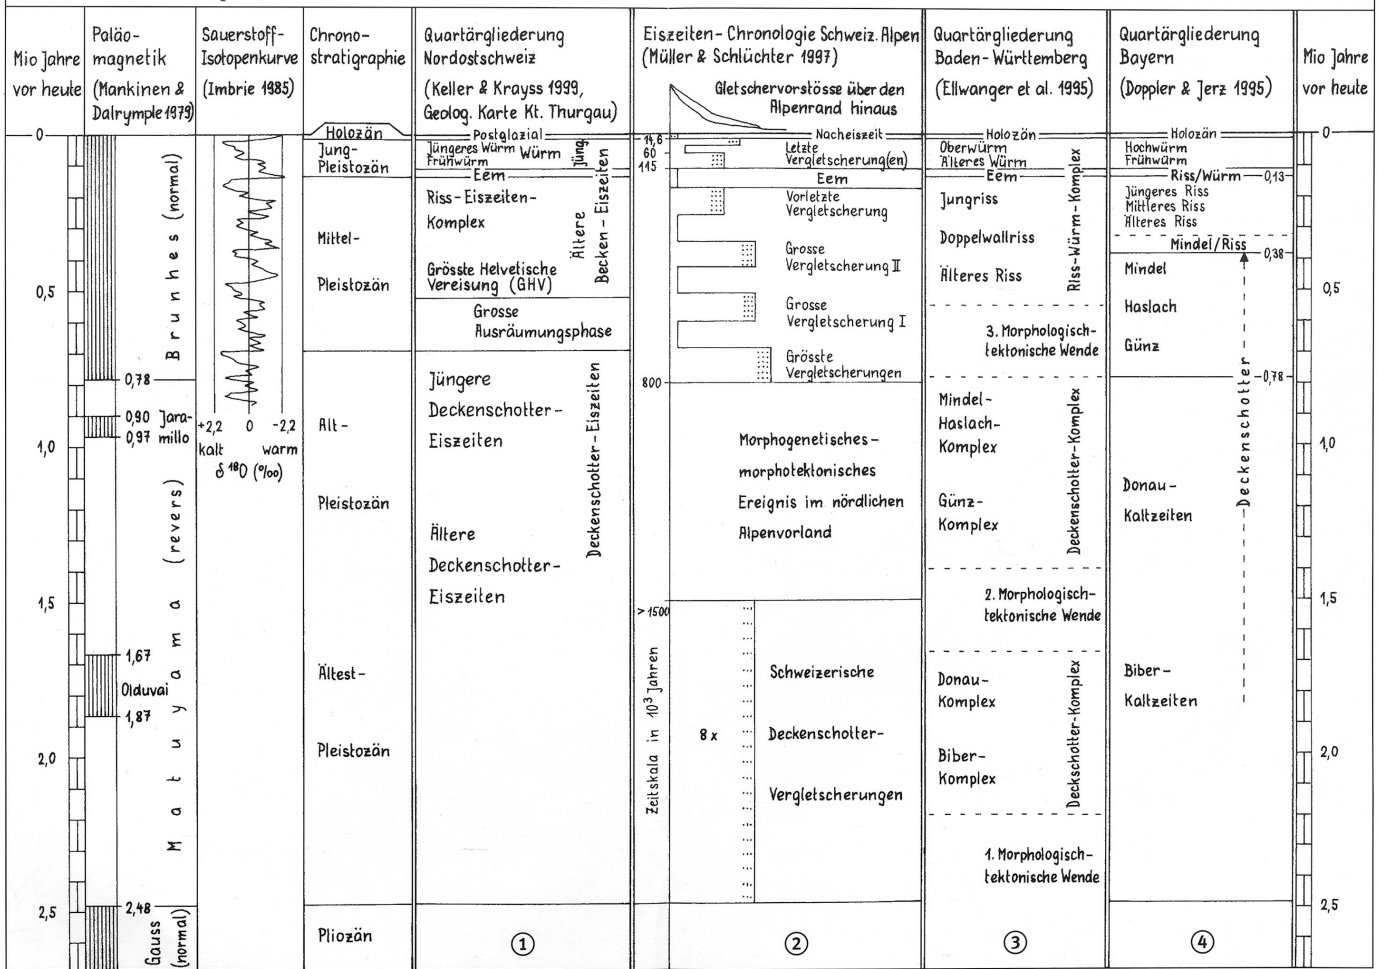 Mio Jahre
vor heute
0
0,5
1,0
1,5
2,0
2,5
Paläo-
magnetik
(Mankinen &
Dalrymple 1979)
Brunhes (normal)
0,78
0,90 Jara-
0,97 millo
Matuyama (revers)
1,67
Olduvai
1,87
2,48
Gauss
(normal)
Sauerstoff-
Isotopenkurve
(Imbrie 1985)
+2,2 0 -2,2
kalt warm
δ ¹⁸O (‰)
Chrono-
stratigraphie
Holozän
Jung-
Pleistozän
Mittel-
Pleistozän
Alt-
Pleistozän
Ältest-
Pleistozän
Pliozän
Quartärgliederung
Nordostschweiz
(Keller & Krayss 1999,
Geolog. Karte Kt. Thurgau)
Postglazial
Jüngeres Würm
Frühwürm
Würm
Jüng.
Eem
Riss-Eiszeiten-
Komplex
Ältere
Becken-Eiszeiten
Grösste Helvetische
Vereisung (GHV)
Grosse
Ausräumungsphase
Jüngere
Deckenschotter-
Eiszeiten
Ältere
Deckenschotter-
Eiszeiten
Deckenschotter-Eiszeiten
①
Eiszeiten-Chronologie Schweiz. Alpen
(Müller & Schlüchter 1997)
Gletschervorstösse über den
Alpenrand hinaus
Nacheiszeit
14,6
60
115
Letzte
Vergletscherung(en)
Eem
Vorletzte
Vergletscherung
Grosse
Vergletscherung II
Grosse
Vergletscherung I
Grösste
Vergletscherungen
800
Morphogenetisches-
morphotektonisches
Ereignis im nördlichen
Alpenvorland
> 1500
Zeitskala in 10³ Jahren
8 x
Schweizerische
Deckenschotter-
Vergletscherungen
②
Quartärgliederung
Baden-Württemberg
(Ellwanger et al. 1995)
Holozän
Oberwürm
Älteres Würm
Eem
Jungriss
Doppelwallriss
Älteres Riss
Riss-Würm-Komplex
3. Morphologisch-
tektonische Wende
Mindel-
Haslach-
Komplex
Günz-
Komplex
Deckenschotter-Komplex
2. Morphologisch-
tektonische Wende
Donau-
Komplex
Biber-
Komplex
Deckschotter-Komplex
1. Morphologisch-
tektonische Wende
③
Quartärgliederung
Bayern
(Doppler & Jerz 1995)
Holozän
Hochwürm
Frühwürm
Riss/Würm 0,13
Jüngeres Riss
Mittleres Riss
Älteres Riss
Mindel/Riss
0,38
Mindel
Haslach
Günz
0,78
Deckenschotter
Donau-
Kaltzeiten
Biber-
Kaltzeiten
④
Mio Jahre
vor heute
0
0,5
1,0
1,5
2,0
2,5